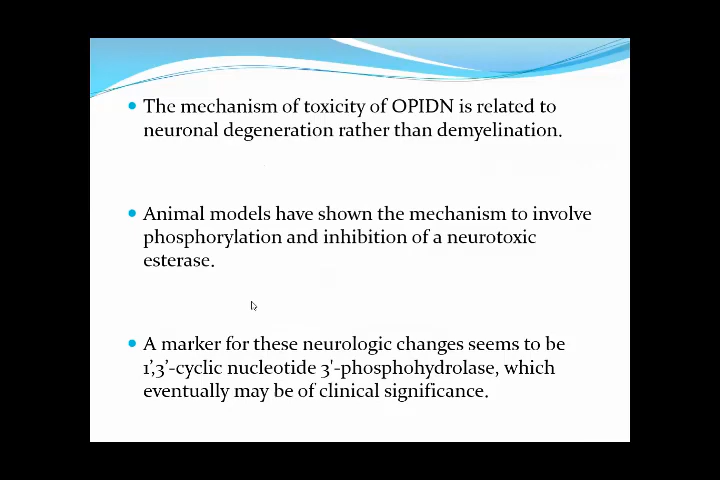 • The mechanism of toxicity of OPIDN is related to
neuronal degeneration rather than demyelination.
• Animal models have shown the mechanism to involve
phosphorylation and inhibition of a neurotoxic
esterase.
• A marker for these neurologic changes seems to be
1’,3’-cyclic nucleotide 3'-phosphohydrolase, which
eventually may be of clinical significance.